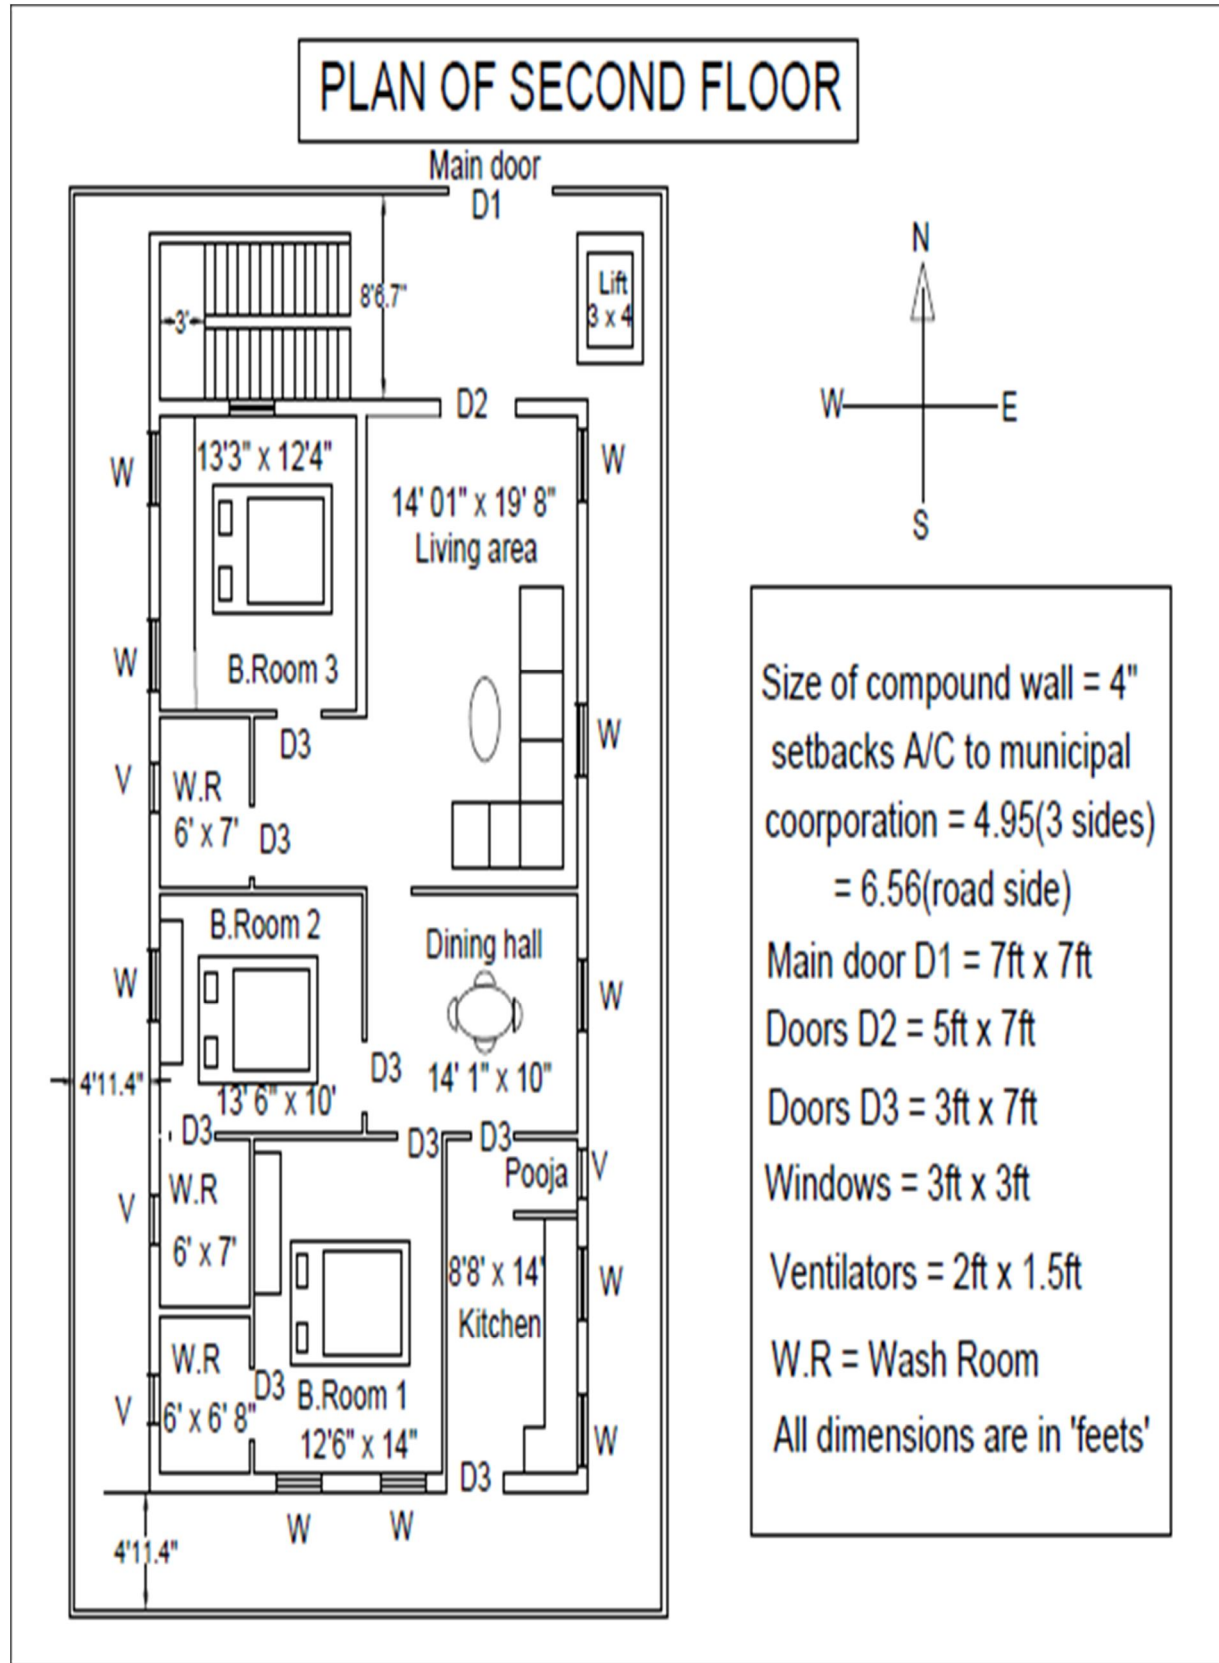 PLAN OF SECOND FLOOR
Main door
D1
N
Lift
3 x 4
8'6.7"
3'
W
E
D2
S
W
13'3" x 12'4"
W
14' 01" x 19' 8"
Living area
W
B.Room 3
D3
W
V
W.R
6' x 7'
D3
B.Room 2
Dining hall
W
W
D3
14' 1" x 10"
4'11.4"
13' 6" x 10'
D3
D3
D3
Pooja
V
W.R
V
6' x 7'
8'8' x 14'
Kitchen
W
W.R
D3
B.Room 1
V
6' x 6' 8"
12'6" x 14"
W
D3
W
W
4'11.4"
Size of compound wall = 4"
setbacks A/C to municipal
coorporation = 4.95(3 sides)
= 6.56(road side)
Main door D1 = 7ft x 7ft
Doors D2 = 5ft x 7ft
Doors D3 = 3ft x 7ft
Windows = 3ft x 3ft
Ventilators = 2ft x 1.5ft
W.R = Wash Room
All dimensions are in 'feets'